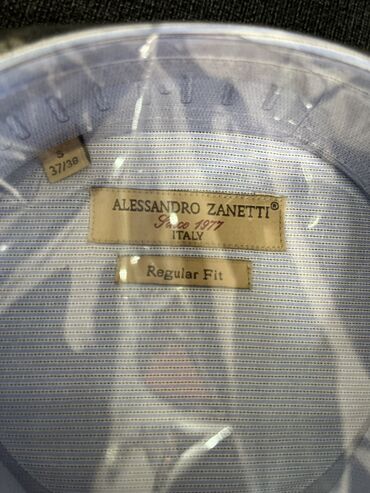 S
37/38
ALESSANDRO ZANETTI®
Since 1977
ITALY
Regular Fit